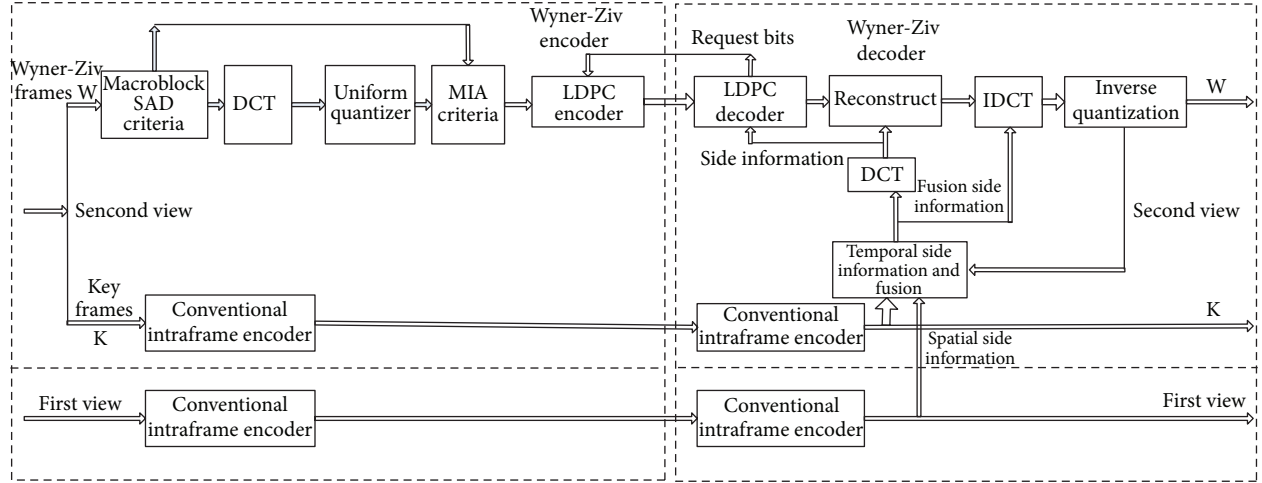 Wyner-Ziv
frames W
Macroblock
SAD
criteria
DCT
Uniform
quantizer
MIA
criteria
Wyner-Ziv
encoder
LDPC
encoder
Request bits
LDPC
decoder
Wyner-Ziv
decoder
Reconstruct
IDCT
Inverse
quantization
W
Side information
DCT
Fusion side
information
Sencond view
Second view
Temporal side
information and
fusion
Key
frames
K
Conventional
intraframe encoder
Conventional
intraframe encoder
K
Spatial side
information
First view
Conventional
intraframe encoder
Conventional
intraframe encoder
First view